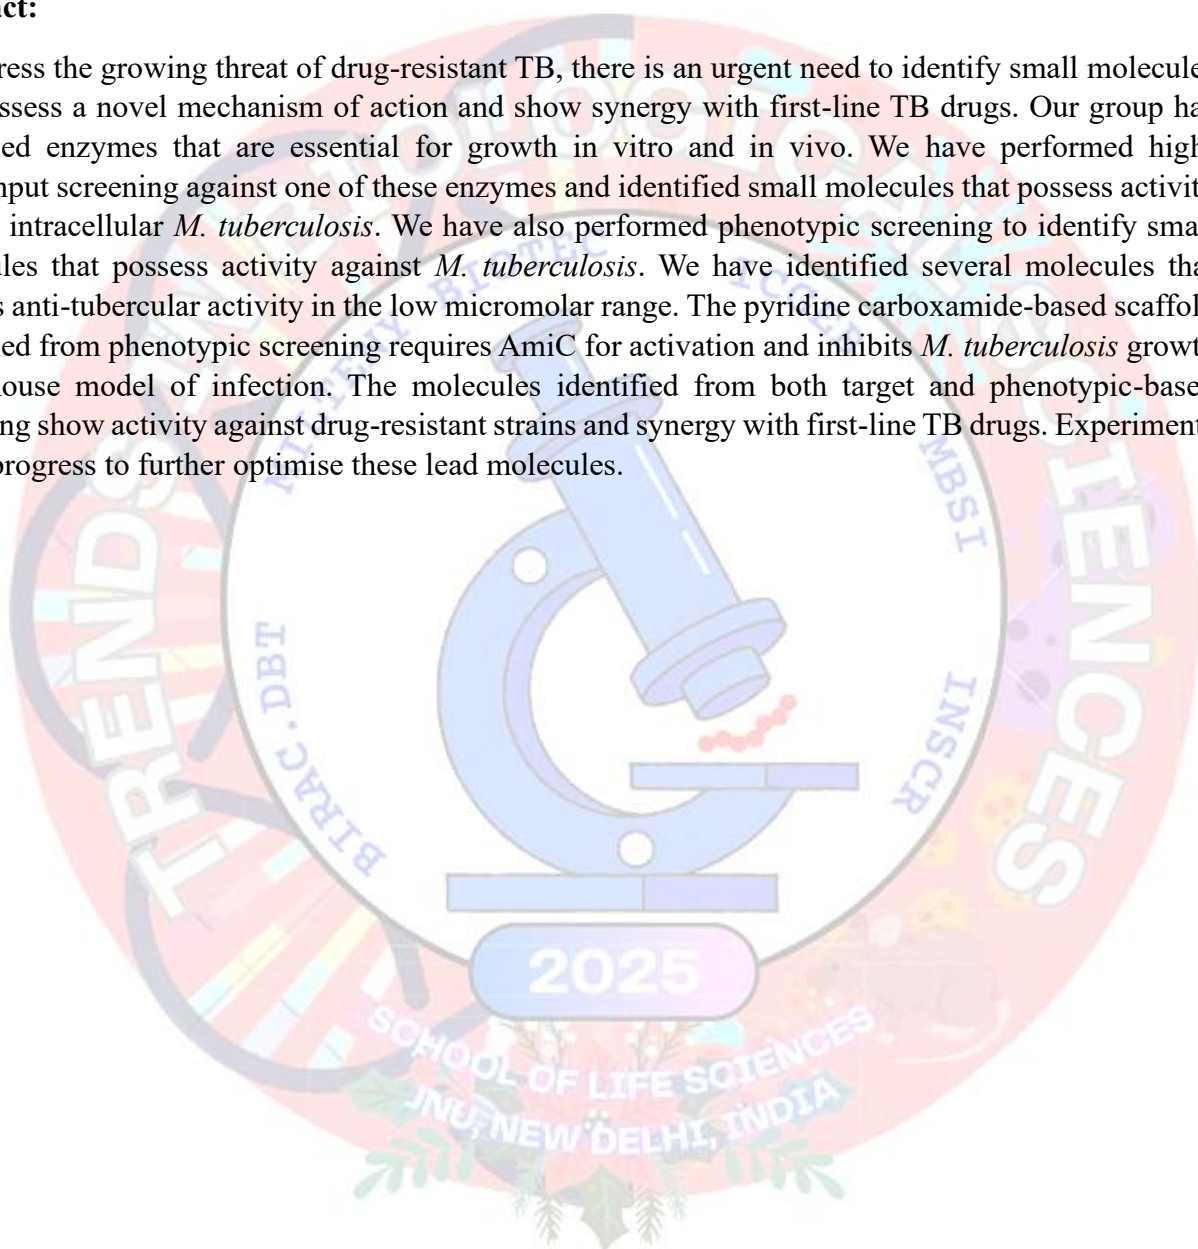 act:
ress the growing threat of drug-resistant TB, there is an urgent need to identify small molecule
ssess a novel mechanism of action and show synergy with first-line TB drugs. Our group ha
ed enzymes that are essential for growth in vitro and in vivo. We have performed high
nput screening against one of these enzymes and identified small molecules that possess activit
intracellular M. tuberculosis. We have also performed phenotypic screening to identify sma
ules that possess activity against M. tuberculosis. We have identified several molecules tha
s anti-tubercular activity in the low micromolar range. The pyridine carboxamide-based scaffol
ed from phenotypic screening requires AmiC for activation and inhibits M. tuberculosis growt
ouse model of infection. The molecules identified from both target and phenotypic-base
ng show activity against drug-resistant strains and synergy with first-line TB drugs. Experiment
progress to further optimise these lead molecules.
TRENDS
SCIENCES
BIOTEC
ICGEB
MBSI
INSCR
BIRAC.DBT
2025
SCHOOL OF LIFE SCIENCES
JNU, NEW DELHI, INDIA